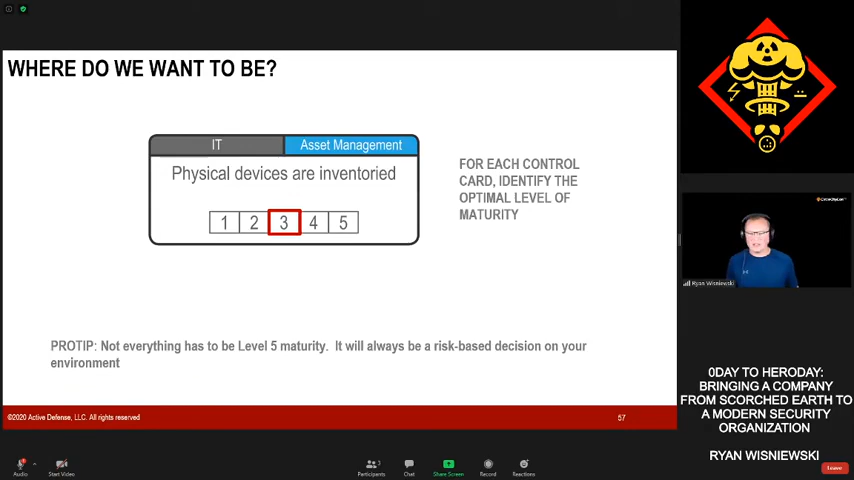 WHERE DO WE WANT TO BE?
IT
Asset Management
Physical devices are inventoried
1 2 3 4 5
FOR EACH CONTROL
CARD, IDENTIFY THE
OPTIMAL LEVEL OF
MATURITY
PROTIP: Not everything has to be Level 5 maturity. It will always be a risk-based decision on your
environment
©2020 Active Defense, LLC. All rights reserved
57
Ryan Wisniewski
0DAY TO HERODAY:
BRINGING A COMPANY
FROM SCORCHED EARTH TO
A MODERN SECURITY
ORGANIZATION
RYAN WISNIEWSKI
Audio
Start Video
Participants
3
Chat
Share Screen
Record
Reactions
Leave